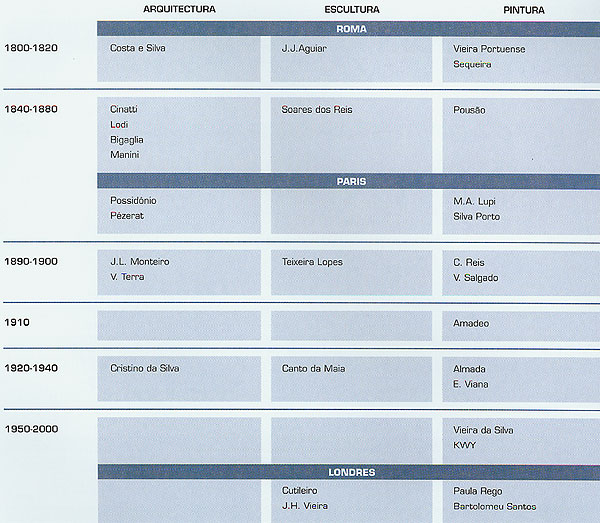 ARQUITECTURA ESCULTURA PINTURA
ROMA
1800-1820 Costa e Silva J.J.Aguiar Vieira Portuense
Sequeira
1840-1880 Cinatti Soares dos Reis Pousão
Lodi
Bigaglia
Manini
PARIS
Possidónio M.A. Lupi
Pézerat Silva Porto
1890-1900 J.L. Monteiro Teixeira Lopes C. Reis
V. Terra V. Salgado
1910 Amadeo
1920-1940 Cristino da Silva Canto da Maia Almada
E. Viana
1950-2000 Vieira da Silva
KWY
LONDRES
Cutileiro Paula Rego
J.H. Vieira Bartolomeu Santos